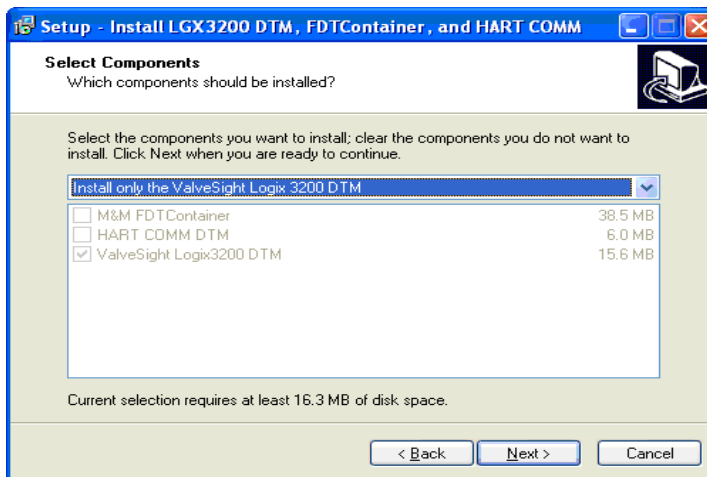 Setup - Install LGX3200 DTM, FDTContainer, and HART COMM
Select Components
Which components should be installed?
Select the components you want to install; clear the components you do not want to
install. Click Next when you are ready to continue.
Install only the ValveSight Logix 3200 DTM
M&M FDTContainer 38.5 MB
HART COMM DTM 6.0 MB
ValveSight Logix3200 DTM 15.6 MB
Current selection requires at least 16.3 MB of disk space.
< Back Next > Cancel